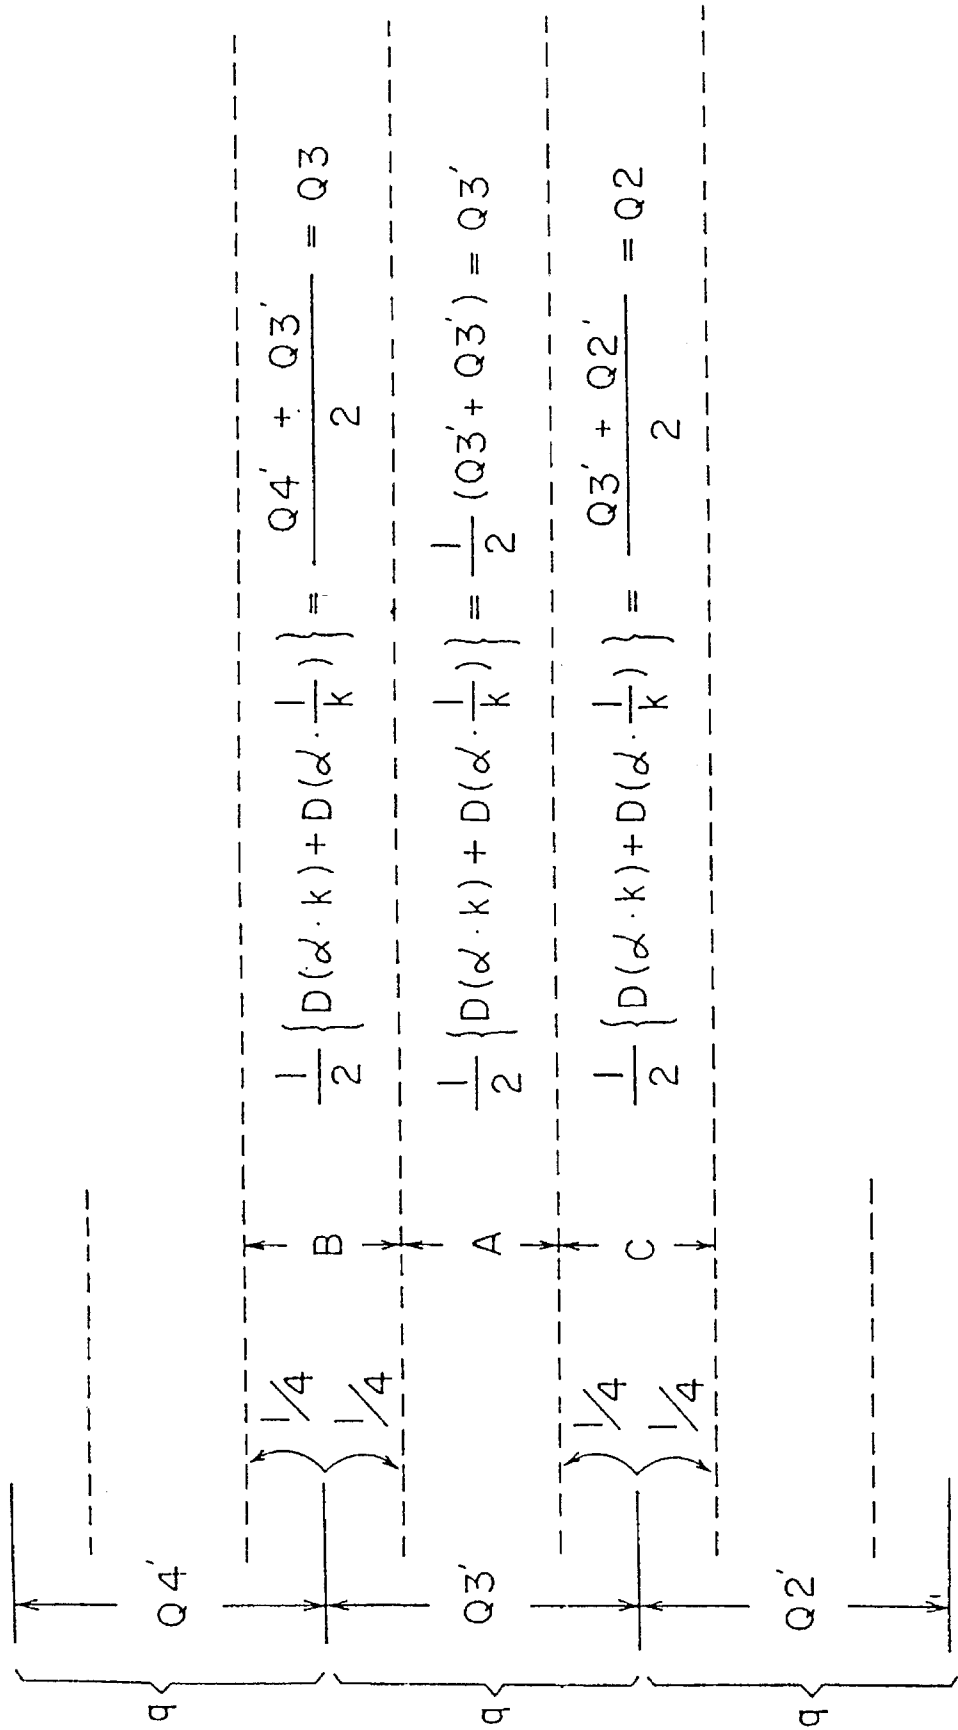 q Q4′
1/4
B 1/2 {D(α·k)+D(α·1/k)} = (Q4′ + Q3′)/2 = Q3
1/4
q Q3′ A 1/2 {D(α·k)+D(α·1/k)} = 1/2 (Q3′+Q3′) = Q3′
1/4
C 1/2 {D(α·k)+D(α·1/k)} = (Q3′ + Q2′)/2 = Q2
1/4
q Q2′